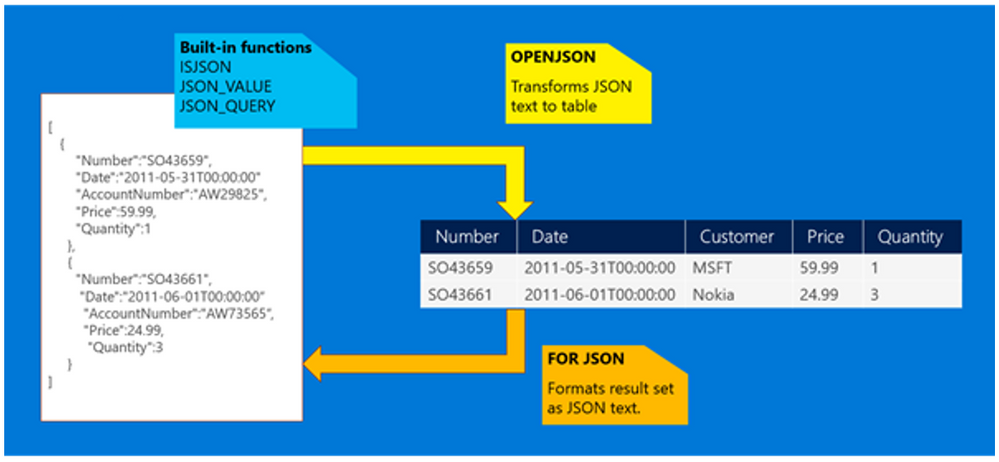 Built-in functions
ISJSON
JSON_VALUE
JSON_QUERY
[
{
"Number":"SO43659",
"Date":"2011-05-31T00:00:00"
"AccountNumber":"AW29825",
"Price":59.99,
"Quantity":1
},
{
"Number":"SO43661",
"Date":"2011-06-01T00:00:00"
"AccountNumber":"AW73565",
"Price":24.99,
"Quantity":3
}
]
OPENJSON
Transforms JSON
text to table
Number Date Customer Price Quantity
SO43659 2011-05-31T00:00:00 MSFT 59.99 1
SO43661 2011-06-01T00:00:00 Nokia 24.99 3
FOR JSON
Formats result set
as JSON text.